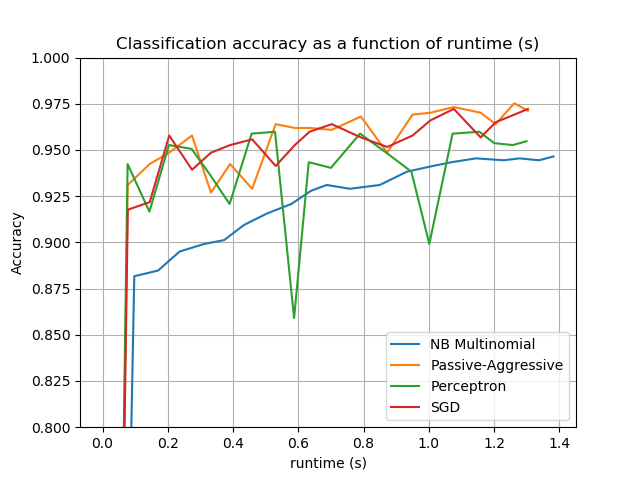 Classification accuracy as a function of runtime (s)
1.000
0.975
0.950
0.925
0.900
0.875
0.850
0.825
0.800
Accuracy
NB Multinomial
Passive-Aggressive
Perceptron
SGD
0.0 0.2 0.4 0.6 0.8 1.0 1.2 1.4
runtime (s)